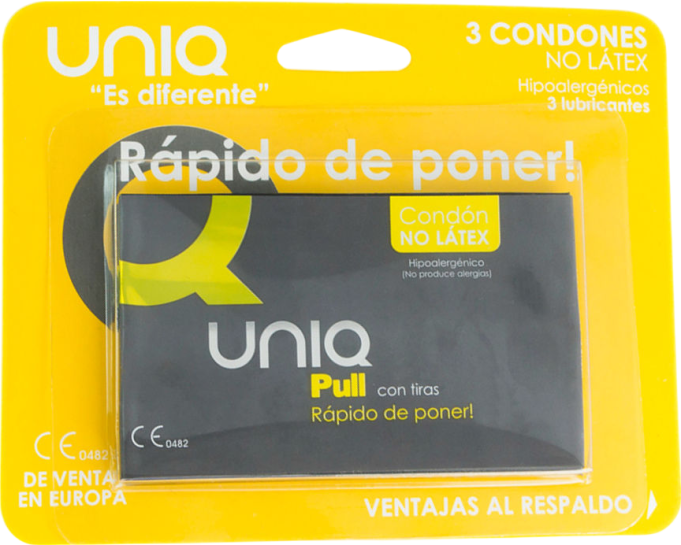 UNIQ
"Es diferente"
3 CONDONES
NO LÁTEX
Hipoalergénicos
3 lubricantes
Rápido de poner!
Condón
NO LÁTEX
Hipoalergénico
(No produce alergias)
UNIQ
Pull con tiras
Rápido de poner!
CE 0482
CE 0482
DE VENTA
EN EUROPA
VENTAJAS AL RESPALDO